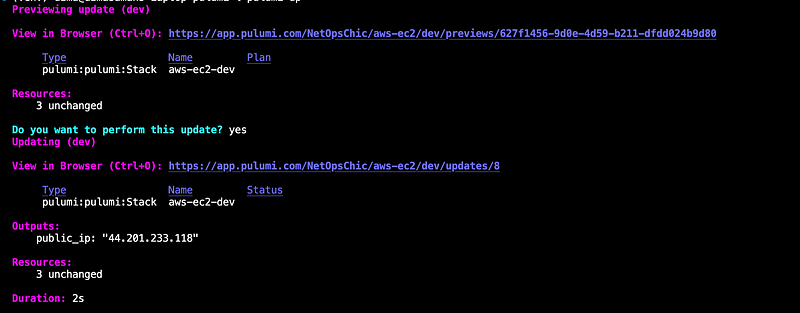 Previewing update (dev)
View in Browser (Ctrl+O): https://app.pulumi.com/NetOpsChic/aws-ec2/dev/previews/627f1456-9d0e-4d59-b211-dfdd024b9d80
Type Name Plan
pulumi:pulumi:Stack aws-ec2-dev
Resources:
3 unchanged
Do you want to perform this update? yes
Updating (dev)
View in Browser (Ctrl+O): https://app.pulumi.com/NetOpsChic/aws-ec2/dev/updates/8
Type Name Status
pulumi:pulumi:Stack aws-ec2-dev
Outputs:
public_ip: "44.201.233.118"
Resources:
3 unchanged
Duration: 2s